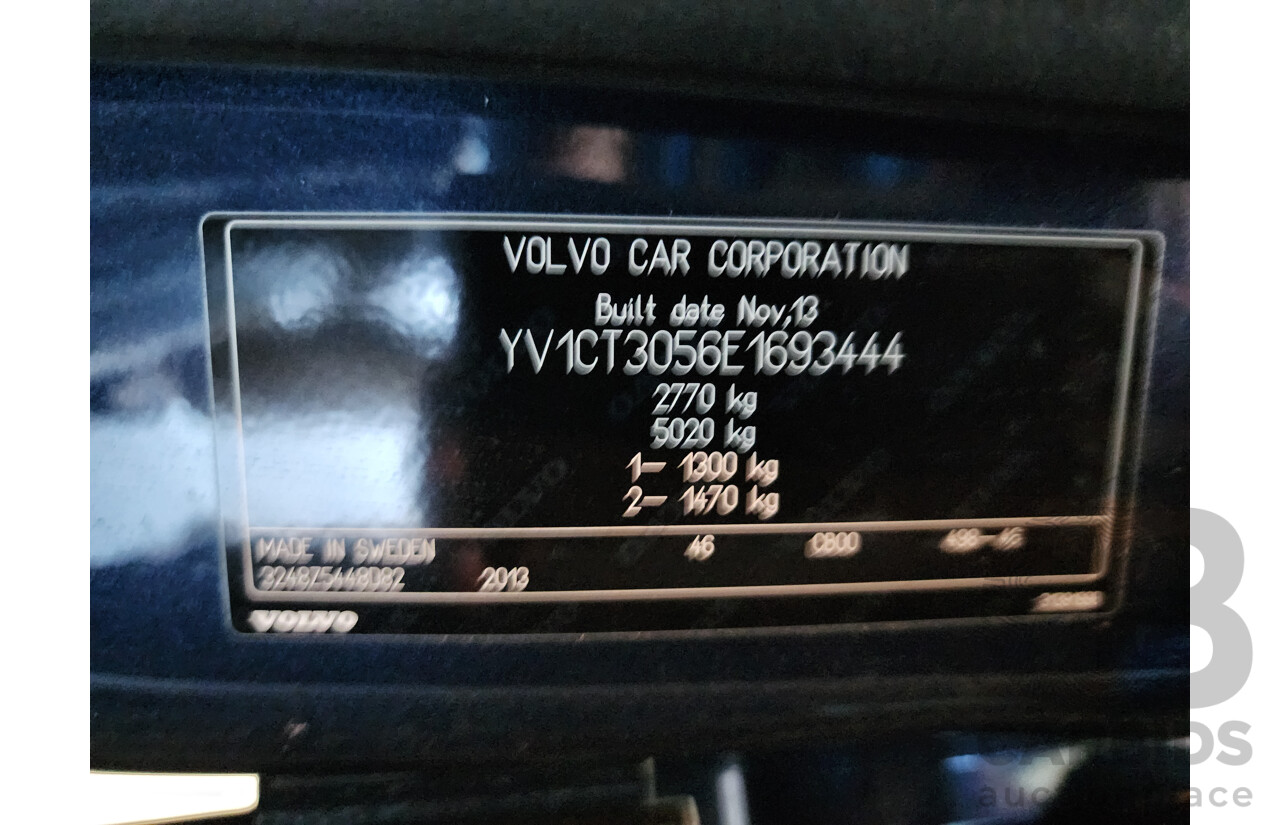 VOLVO CAR CORPORATION
Built date Nov,13
YV1CT3056E1693444
2770 kg
5020 kg
1- 1300 kg
2- 1470 kg
MADE IN SWEDEN 46 C800 498-46
2013
VOLVO